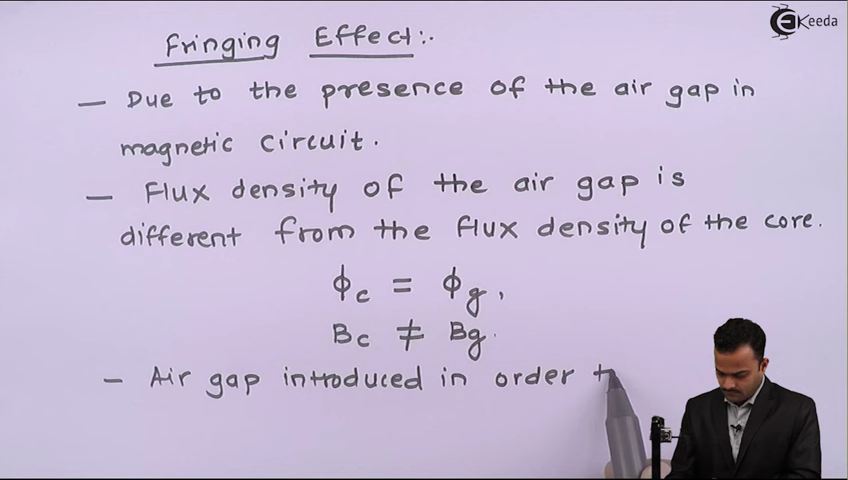 Ekeeda
Fringing Effect:.
— Due to the presence of the air gap in
magnetic circuit.
— Flux density of the air gap is
different from the flux density of the core.
ϕc = ϕg,
Bc ≠ Bg.
— Air gap introduced in order t